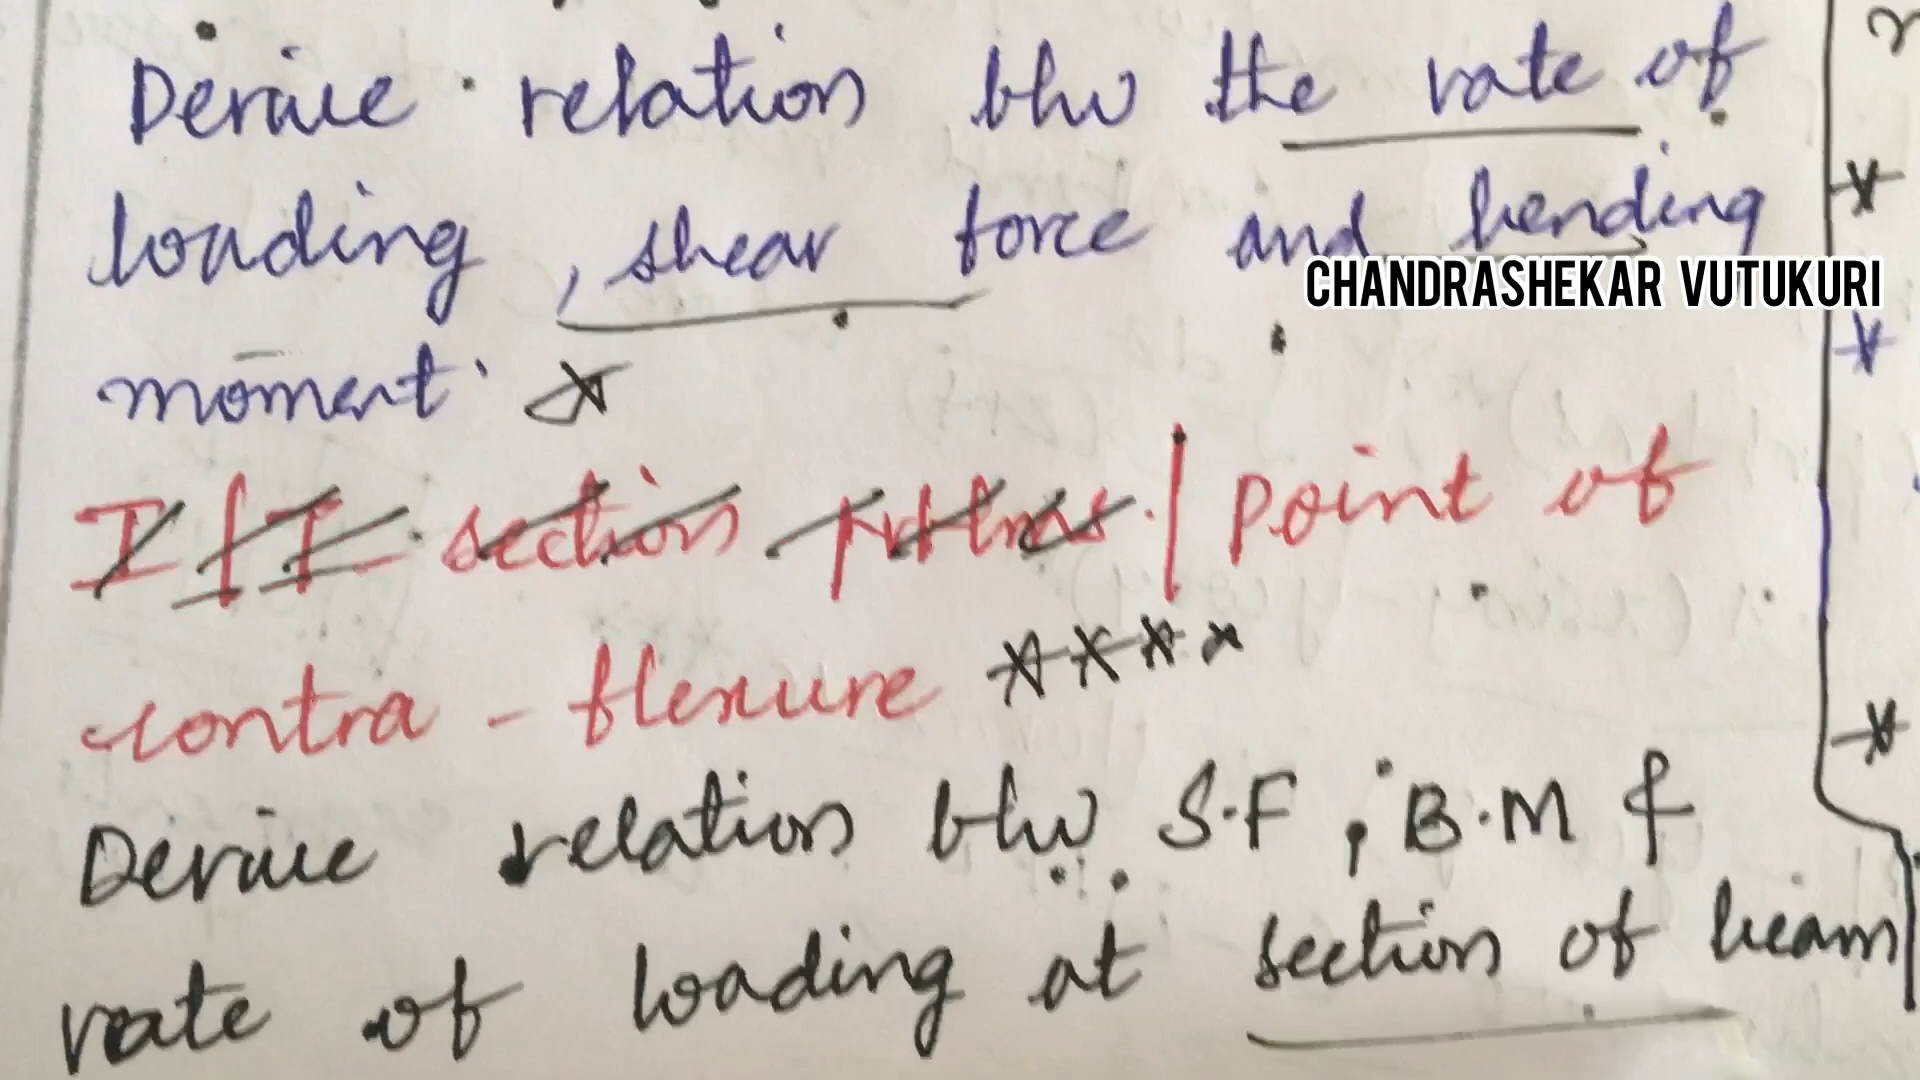 Derive relation b/w the rate of
loading, shear force and bending
CHANDRASHEKAR VUTUKURI
moment.
I/I section prblms. | Point of
contra-flexure ****
Derive relation b/w S.F, B.M &
rate of loading at section of beam